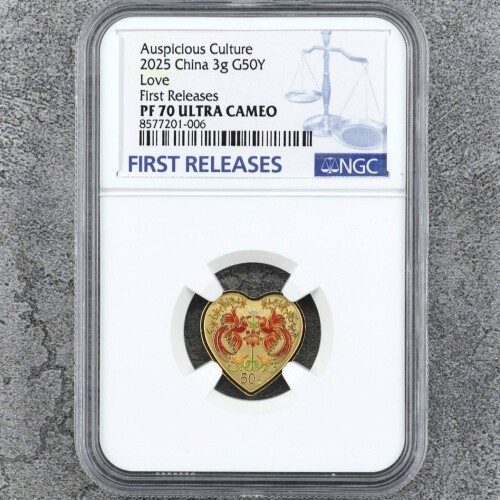 Auspicious Culture
2025 China 3g G50Y
Love
First Releases
PF 70 ULTRA CAMEO
8577201-006
FIRST RELEASES
NGC
50